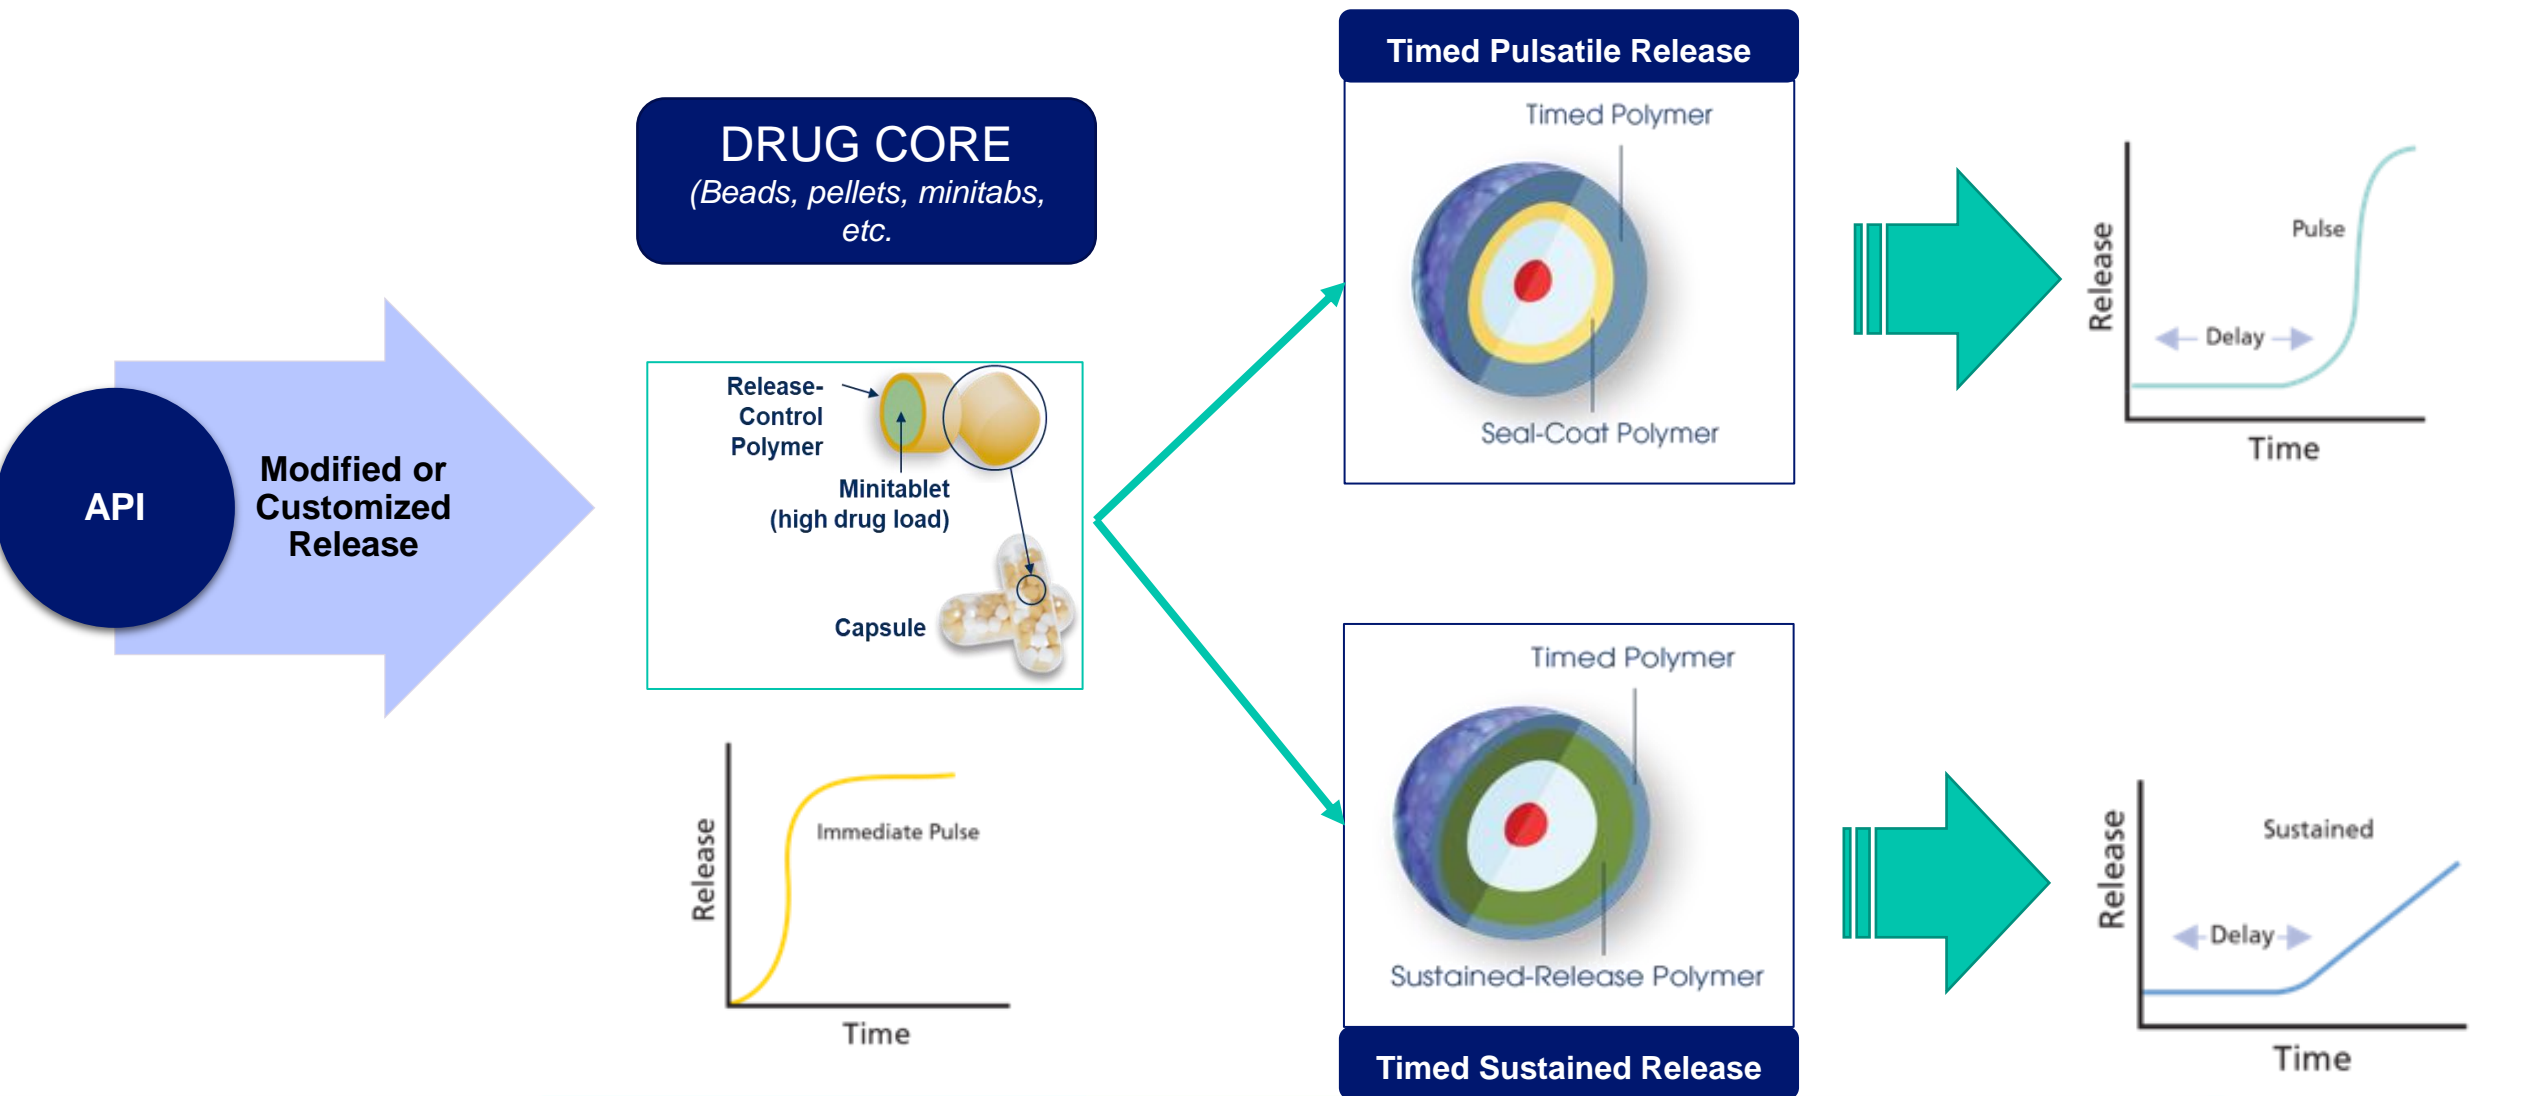 API
Modified or
Customized
Release
DRUG CORE
(Beads, pellets, minitabs,
etc.
Release-
Control
Polymer
Minitablet
(high drug load)
Capsule
Release
Immediate Pulse
Time
Timed Pulsatile Release
Timed Polymer
Seal-Coat Polymer
Release
Pulse
Delay
Time
Timed Polymer
Sustained-Release Polymer
Timed Sustained Release
Release
Sustained
Delay
Time